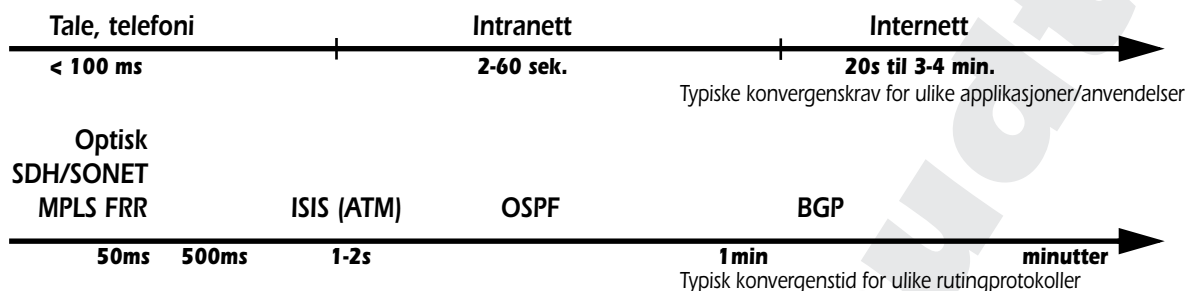 Tale, telefoni Intranett Internett
< 100 ms 2-60 sek. 20s til 3-4 min.
Typiske konvergenskrav for ulike applikasjoner/anvendelser
Optisk
SDH/SONET
MPLS FRR ISIS (ATM) OSPF BGP
50ms 500ms 1-2s 1min minutter
Typisk konvergenstid for ulike rutingprotokoller